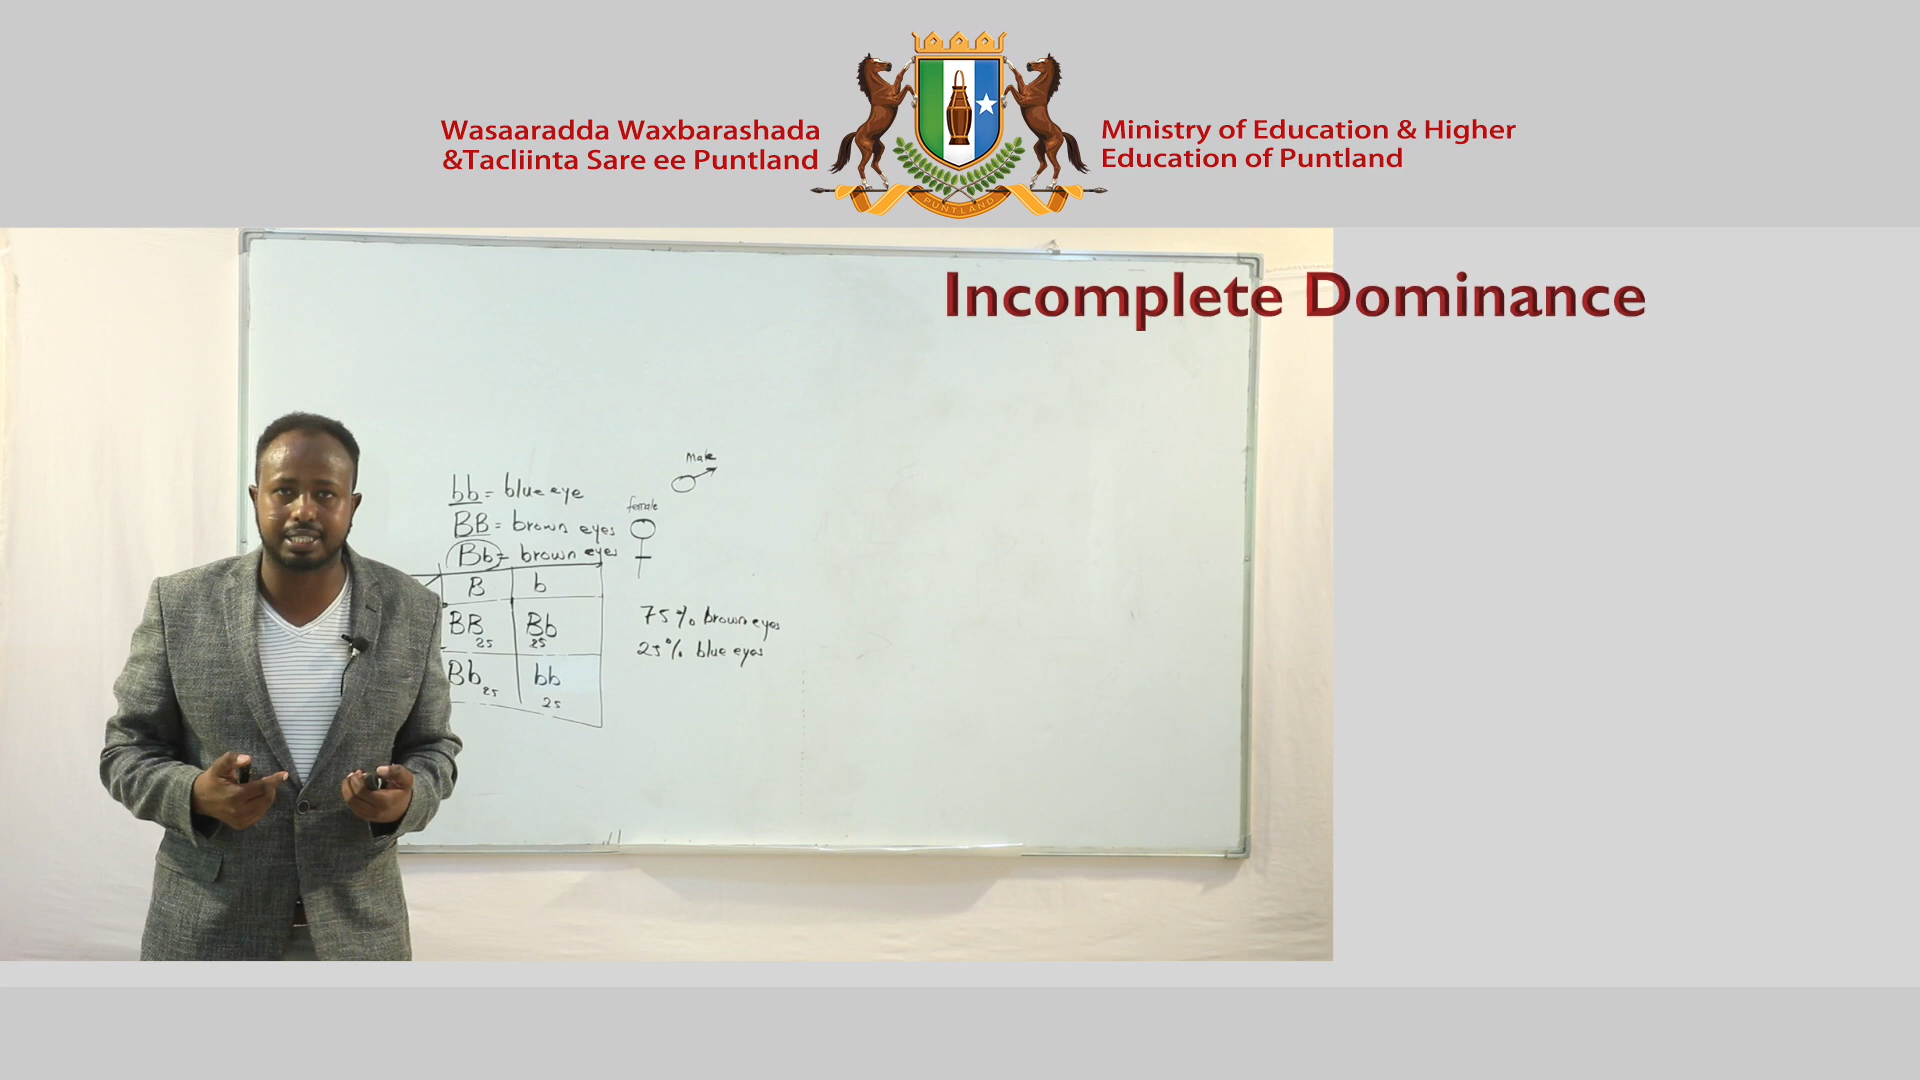 Wasaaradda Waxbarashada
&Tacliinta Sare ee Puntland
PUNTLAND
Ministry of Education & Higher
Education of Puntland
Incomplete Dominance
Male
female
bb = blue eye
BB = brown eyes
Bb = brown eyes
B b
BB 25 Bb 25
Bb 25 bb 25
75% brown eyes
25% blue eyes